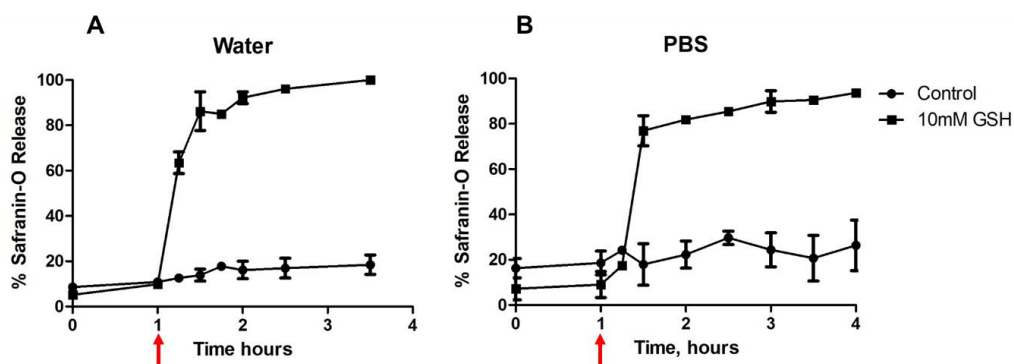 A
Water
% Safranin-O Release
100
80
60
40
20
0
0 1 2 3 4
Time hours
B
PBS
% Safranin-O Release
100
80
60
40
20
0
0 1 2 3 4
Time, hours
Control
10mM GSH